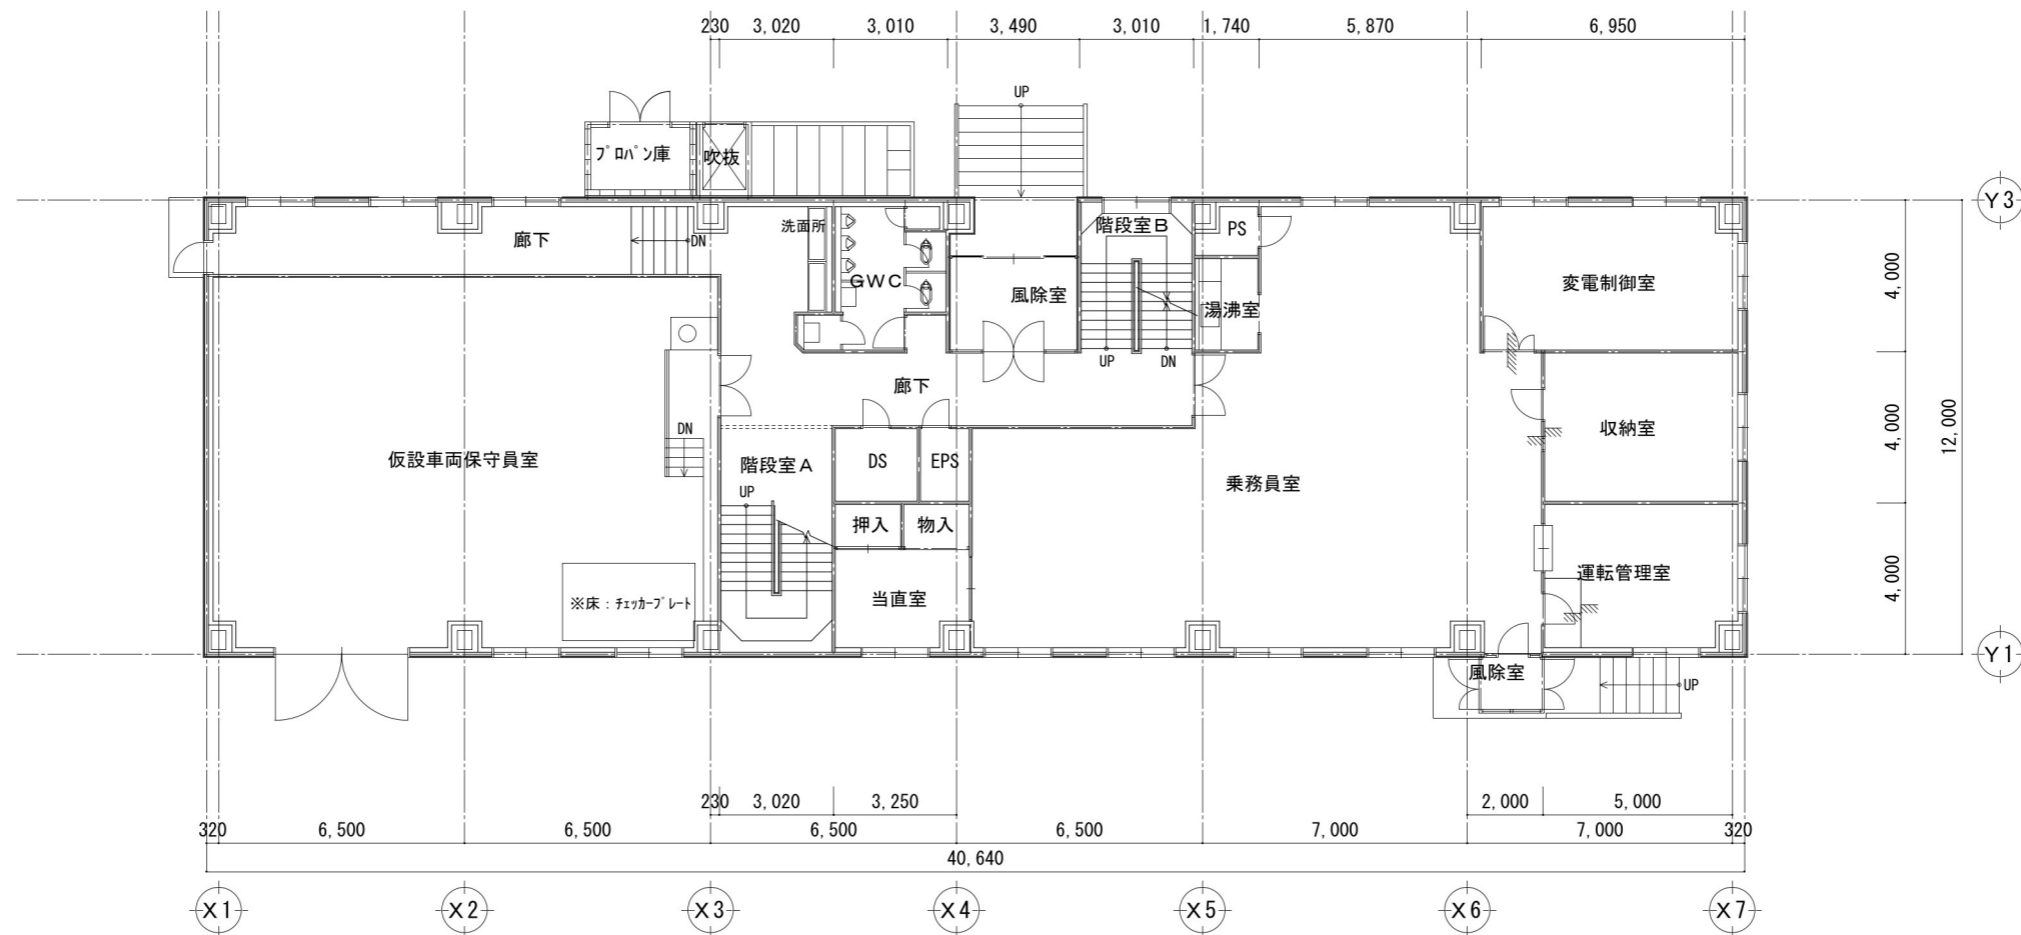 230 3,020 3,010 3,490 3,010 1,740 5,870 6,950
UP
プロパン庫
吹抜
Y3
廊下
DN
洗面所
GWC
風除室
階段室B
PS
湯沸室
UP
DN
変電制御室
4,000
廊下
DN
仮設車両保守員室
階段室A
UP
DS
EPS
乗務員室
収納室
4,000
12,000
押入
物入
※床：チェッカープレート
当直室
運転管理室
4,000
Y1
風除室
UP
230 3,020 3,250 2,000 5,000
320 6,500 6,500 6,500 6,500 7,000 7,000 320
40,640
X1 X2 X3 X4 X5 X6 X7